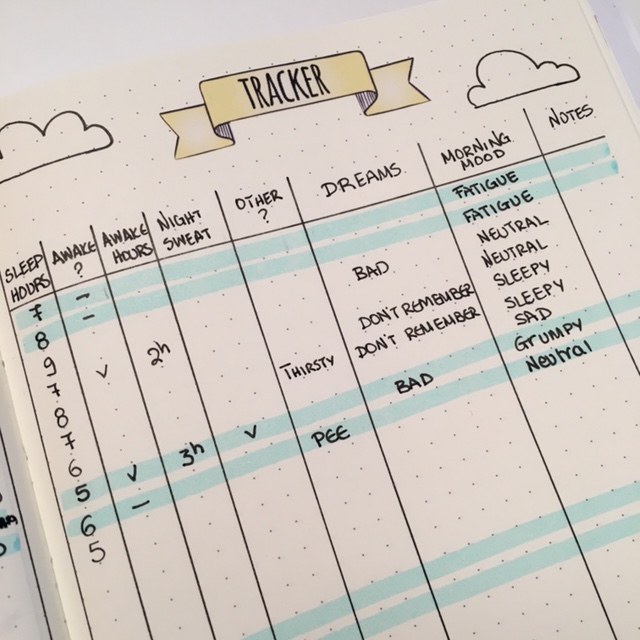 TRACKER
SLEEP HOURS AWAKE ? AWAKE HOURS NIGHT SWEAT OTHER ? DREAMS MORNING MOOD NOTES
7 - FATIGUE
8 - FATIGUE
9 BAD NEUTRAL
7 v 2h NEUTRAL
8 DON'T REMEMBER SLEEPY
7 THIRSTY DON'T REMEMBER SLEEPY
6 SAD
5 v 3h v BAD GRUMPY
6 - PEE Neutral
5